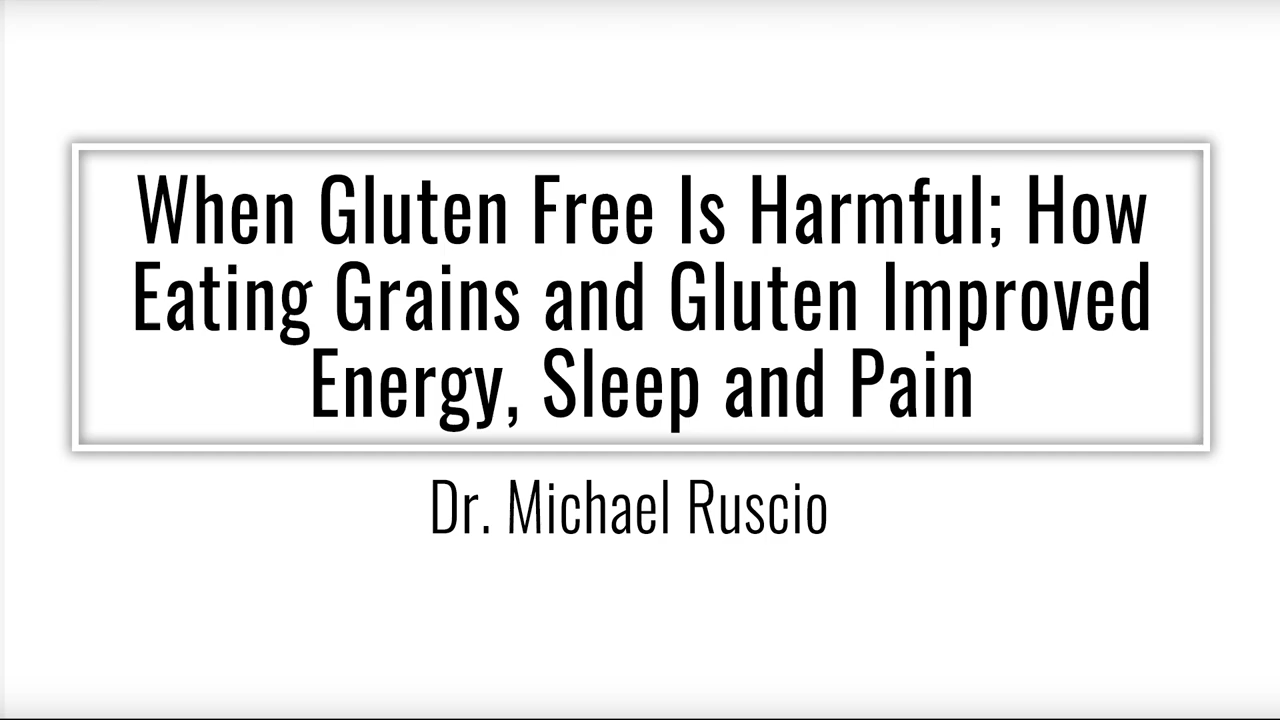 When Gluten Free Is Harmful; How
Eating Grains and Gluten Improved
Energy, Sleep and Pain
Dr. Michael Ruscio